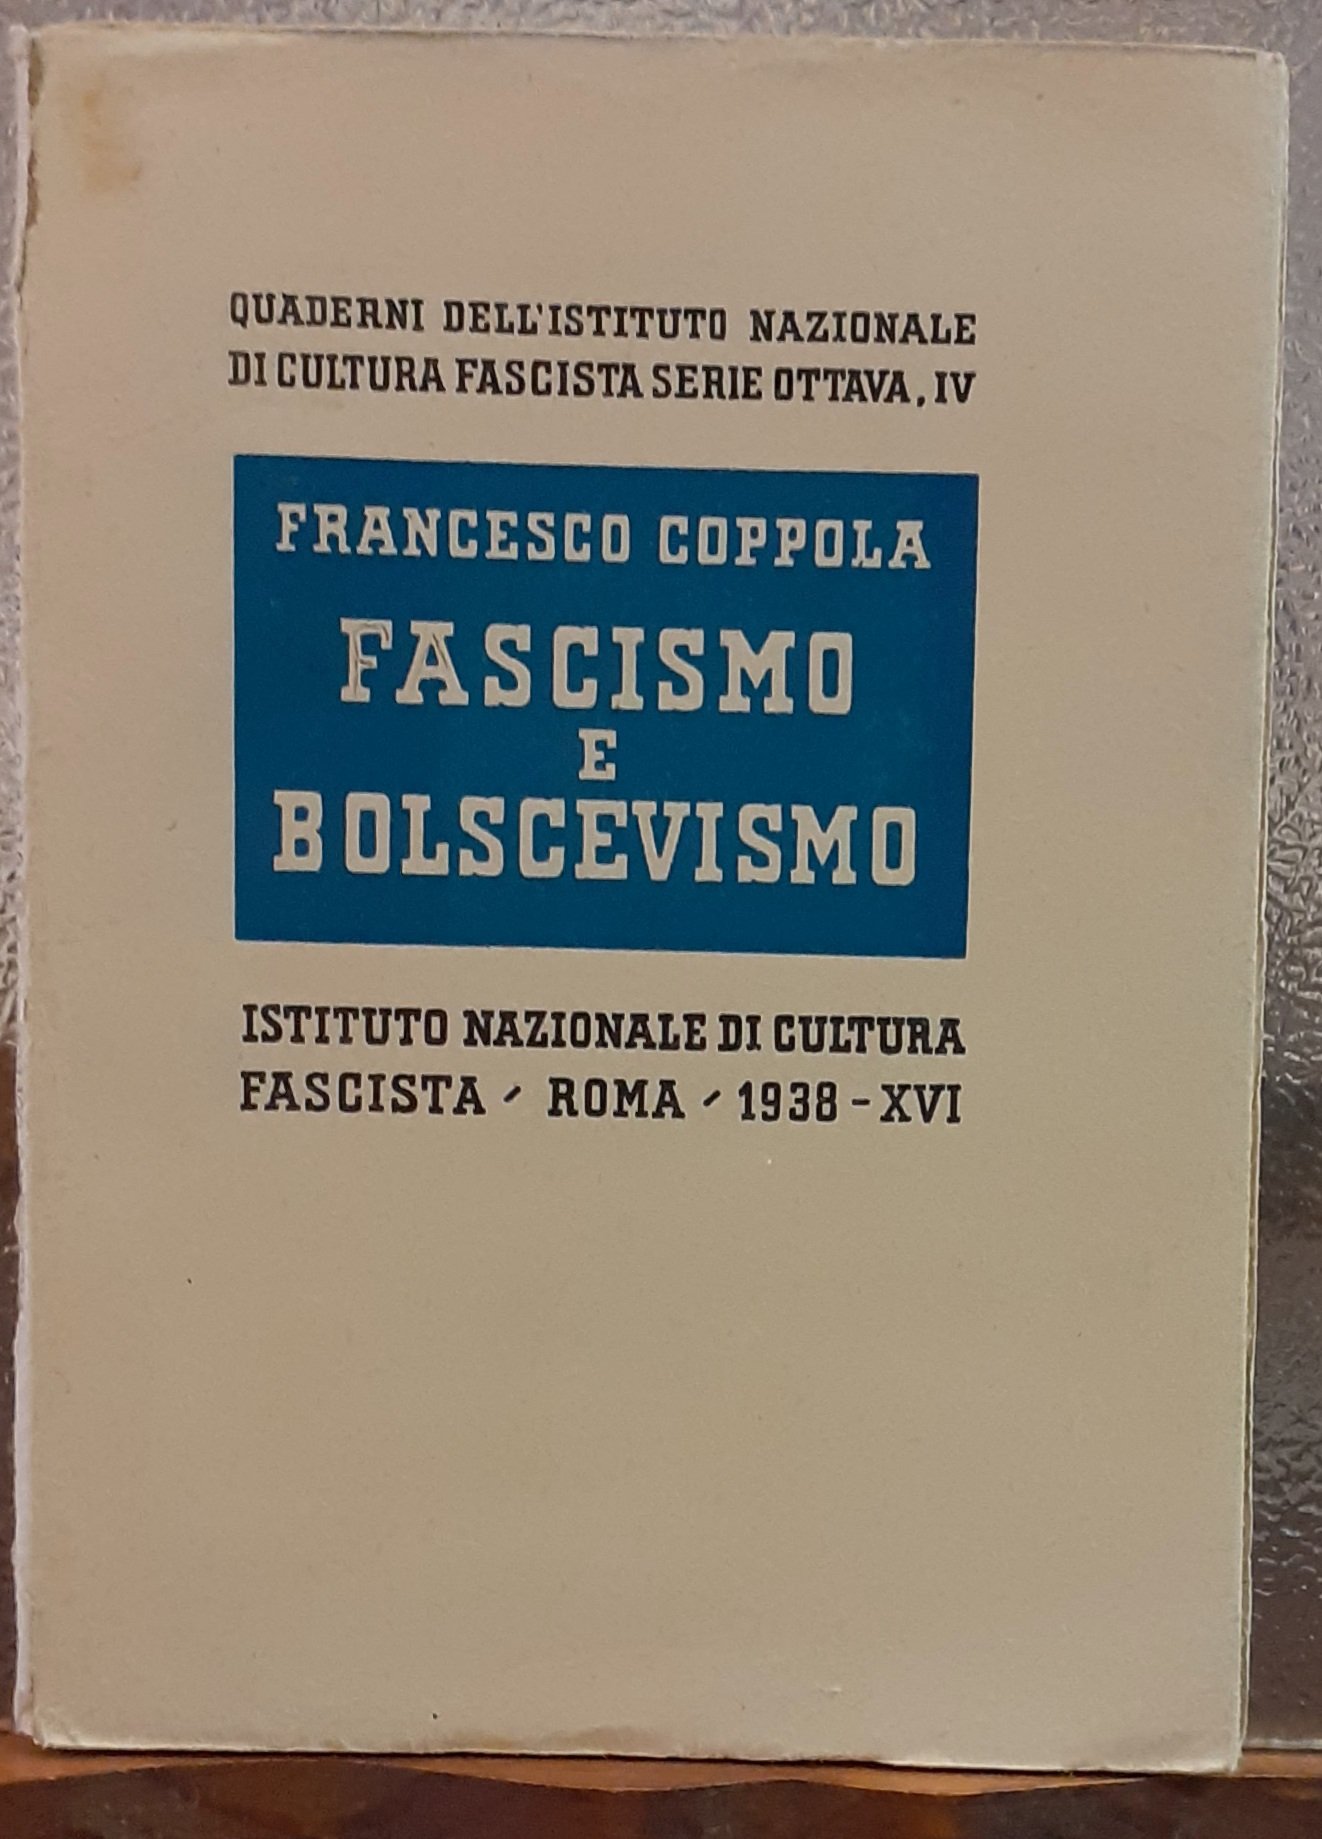 QUADERNI DELL'ISTITUTO NAZIONALE
DI CULTURA FASCISTA SERIE OTTAVA, IV
FRANCESCO COPPOLA
FASCISMO
E
BOLSCEVISMO
ISTITUTO NAZIONALE DI CULTURA
FASCISTA - ROMA - 1938 - XVI